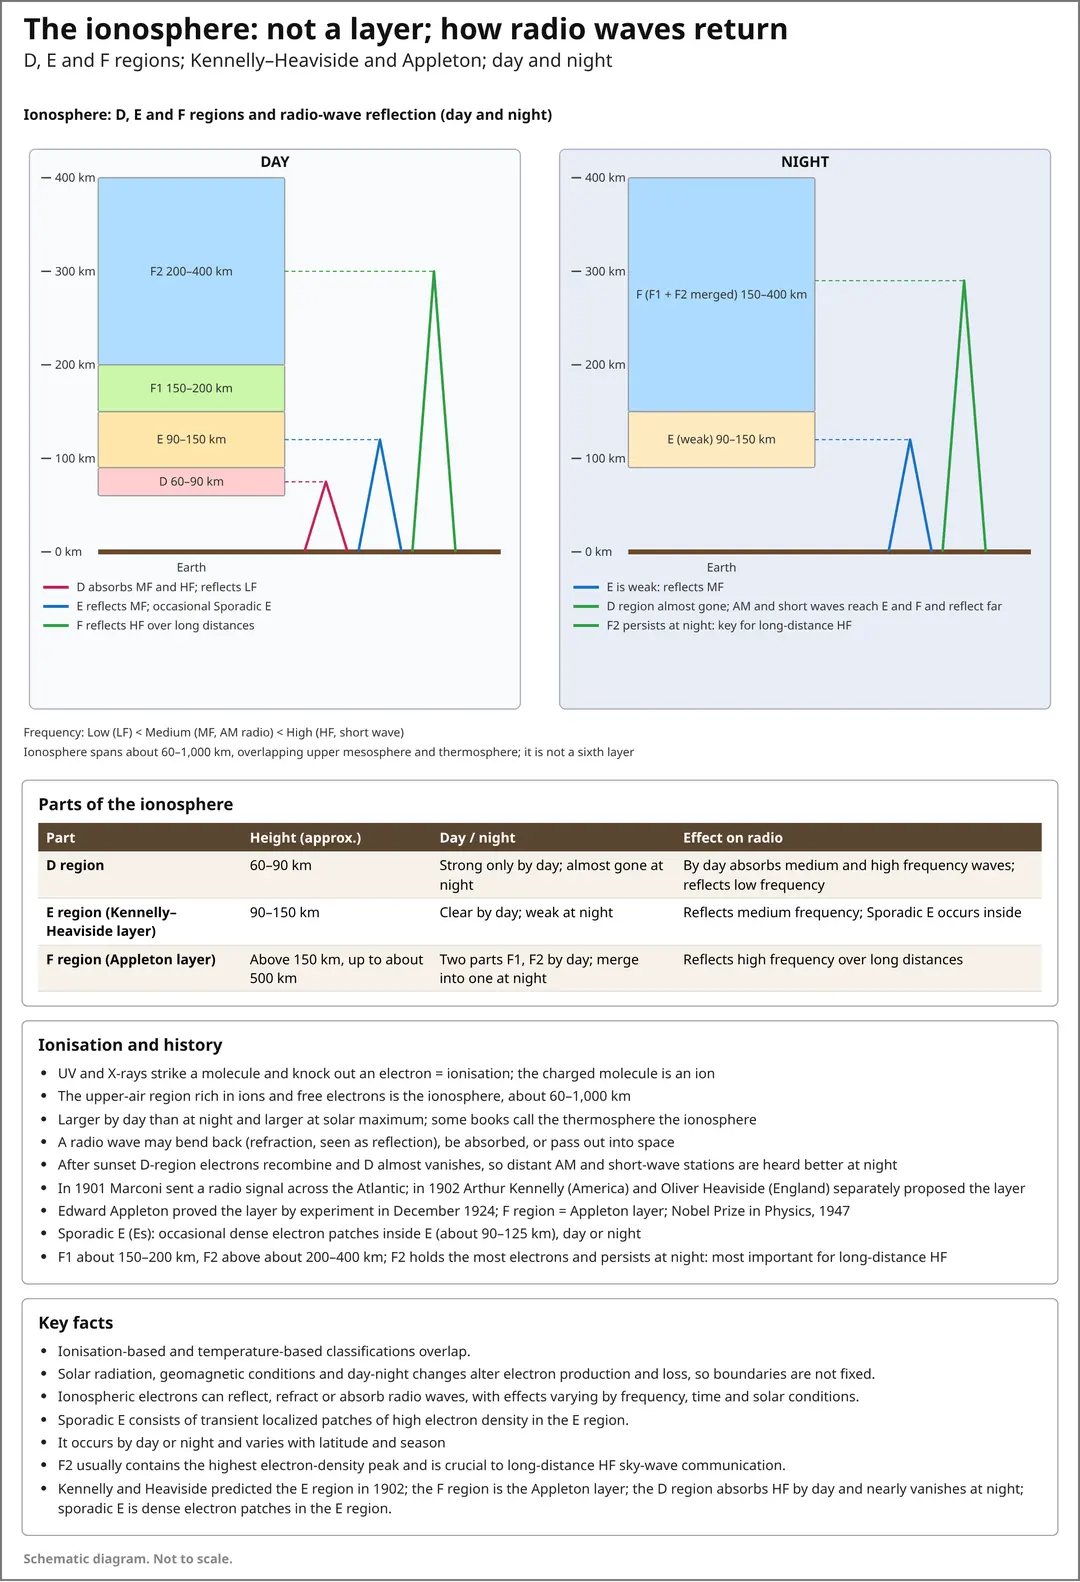 The ionosphere: not a layer; how radio waves return
D, E and F regions; Kennelly–Heaviside and Appleton; day and night
Ionosphere: D, E and F regions and radio-wave reflection (day and night)
DAY
400 km
300 km
200 km
100 km
0 km
F2 200–400 km
F1 150–200 km
E 90–150 km
D 60–90 km
Earth
D absorbs MF and HF; reflects LF
E reflects MF; occasional Sporadic E
F reflects HF over long distances
NIGHT
400 km
300 km
200 km
100 km
0 km
F (F1 + F2 merged) 150–400 km
E (weak) 90–150 km
Earth
E is weak: reflects MF
D region almost gone; AM and short waves reach E and F and reflect far
F2 persists at night: key for long-distance HF
Frequency: Low (LF) < Medium (MF, AM radio) < High (HF, short wave)
Ionosphere spans about 60–1,000 km, overlapping upper mesosphere and thermosphere; it is not a sixth layer
Parts of the ionosphere
Part Height (approx.) Day / night Effect on radio
D region 60–90 km Strong only by day; almost gone at By day absorbs medium and high frequency waves;
night reflects low frequency
E region (Kennelly– 90–150 km Clear by day; weak at night Reflects medium frequency; Sporadic E occurs inside
Heaviside layer)
F region (Appleton layer) Above 150 km, up to about Two parts F1, F2 by day; merge Reflects high frequency over long distances
500 km into one at night
Ionisation and history
• UV and X-rays strike a molecule and knock out an electron = ionisation; the charged molecule is an ion
• The upper-air region rich in ions and free electrons is the ionosphere, about 60–1,000 km
• Larger by day than at night and larger at solar maximum; some books call the thermosphere the ionosphere
• A radio wave may bend back (refraction, seen as reflection), be absorbed, or pass out into space
• After sunset D-region electrons recombine and D almost vanishes, so distant AM and short-wave stations are heard better at night
• In 1901 Marconi sent a radio signal across the Atlantic; in 1902 Arthur Kennelly (America) and Oliver Heaviside (England) separately proposed the layer
• Edward Appleton proved the layer by experiment in December 1924; F region = Appleton layer; Nobel Prize in Physics, 1947
• Sporadic E (Es): occasional dense electron patches inside E (about 90–125 km), day or night
• F1 about 150–200 km, F2 above about 200–400 km; F2 holds the most electrons and persists at night: most important for long-distance HF
Key facts
• Ionisation-based and temperature-based classifications overlap.
• Solar radiation, geomagnetic conditions and day-night changes alter electron production and loss, so boundaries are not fixed.
• Ionospheric electrons can reflect, refract or absorb radio waves, with effects varying by frequency, time and solar conditions.
• Sporadic E consists of transient localized patches of high electron density in the E region.
• It occurs by day or night and varies with latitude and season
• F2 usually contains the highest electron-density peak and is crucial to long-distance HF sky-wave communication.
• Kennelly and Heaviside predicted the E region in 1902; the F region is the Appleton layer; the D region absorbs HF by day and nearly vanishes at night;
sporadic E is dense electron patches in the E region.
Schematic diagram. Not to scale.